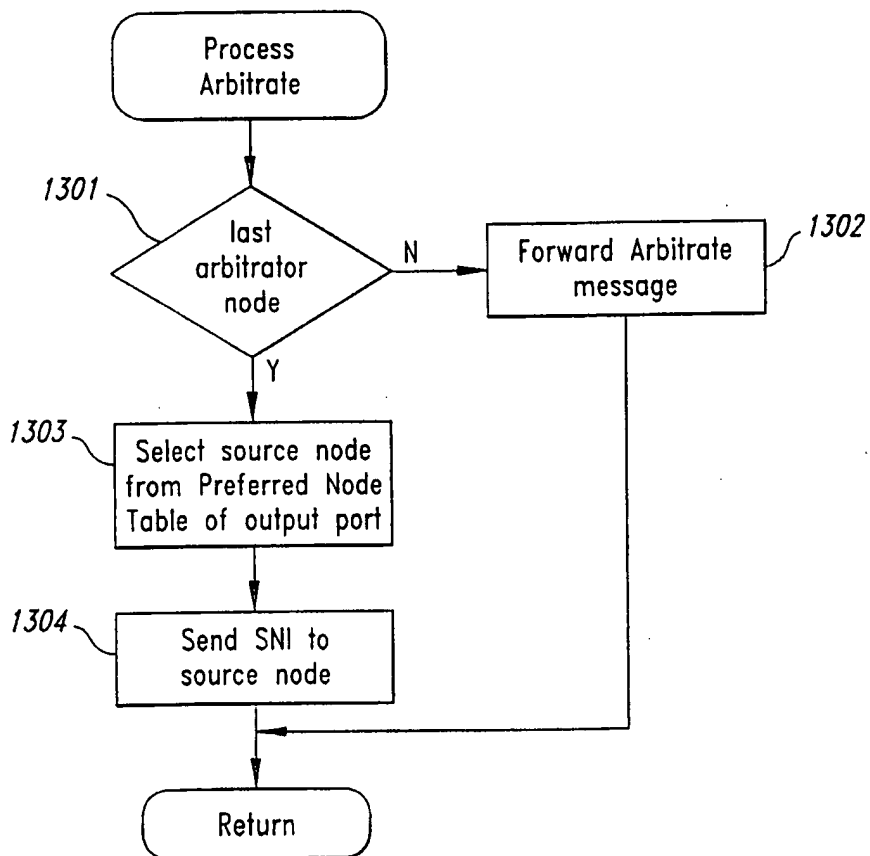 Process
Arbitrate
1301
last
arbitrator
node
N
Forward Arbitrate
message
1302
Y
1303
Select source node
from Preferred Node
Table of output port
1304
Send SNI to
source node
Return